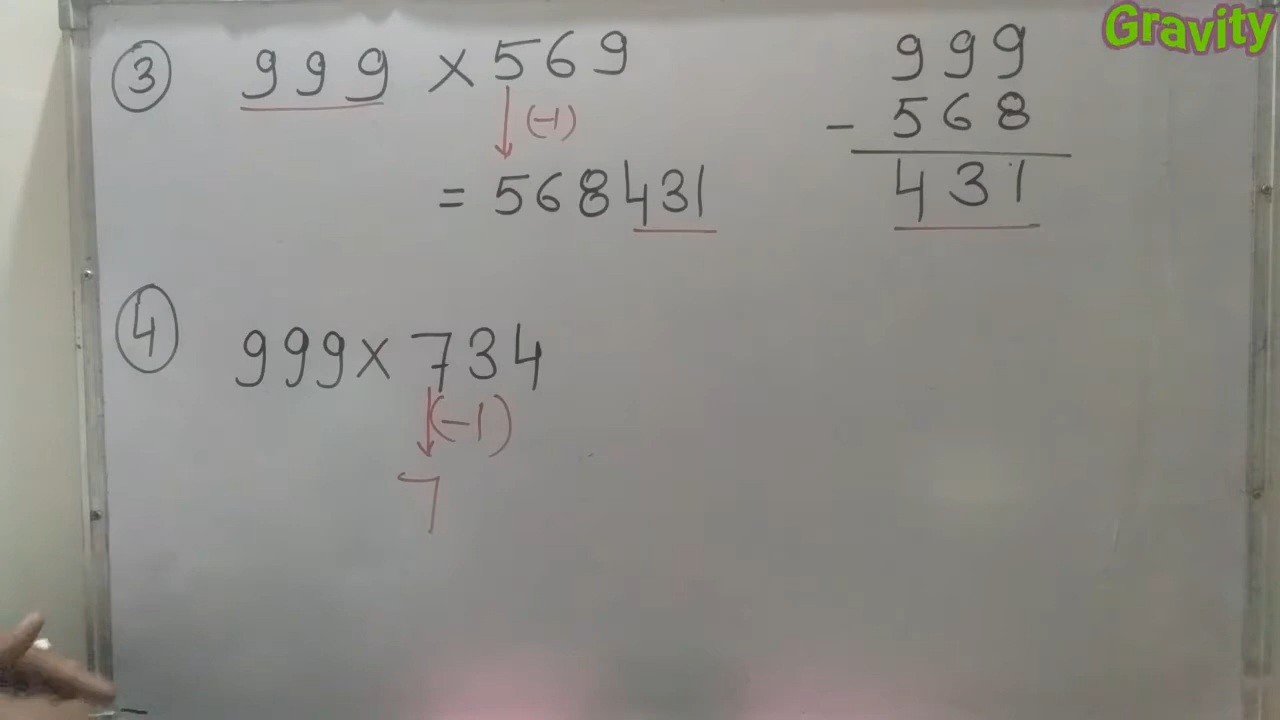 Gravity
③ 999 × 569
↓ (-1)
= 568431
999
- 568
431
④ 999 × 734
↓ (-1)
7